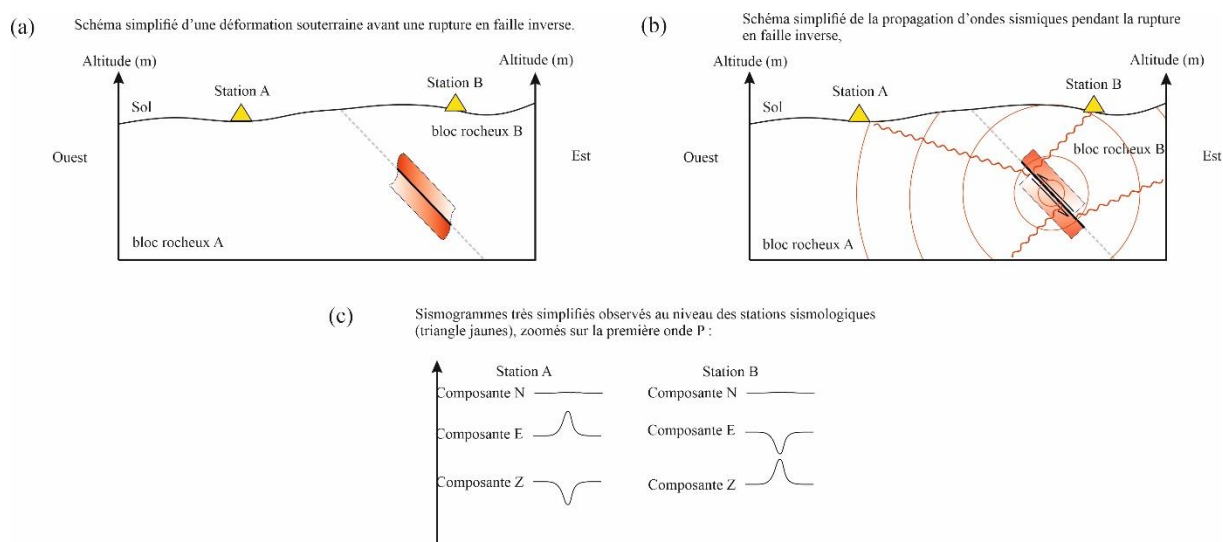 (a)
Schéma simplifié d'une déformation souterraine avant une rupture en faille inverse.
Altitude (m)
Altitude (m)
Station A
Station B
Sol
bloc rocheux B
Ouest
Est
bloc rocheux A
(b)
Schéma simplifié de la propagation d'ondes sismiques pendant la rupture
en faille inverse,
Altitude (m)
Altitude (m)
Station A
Station B
Sol
bloc rocheux B
Ouest
Est
bloc rocheux A
(c)
Sismogrammes très simplifiés observés au niveau des stations sismologiques
(triangle jaunes), zoomés sur la première onde P :
Station A
Station B
Composante N
Composante N
Composante E
Composante E
Composante Z
Composante Z